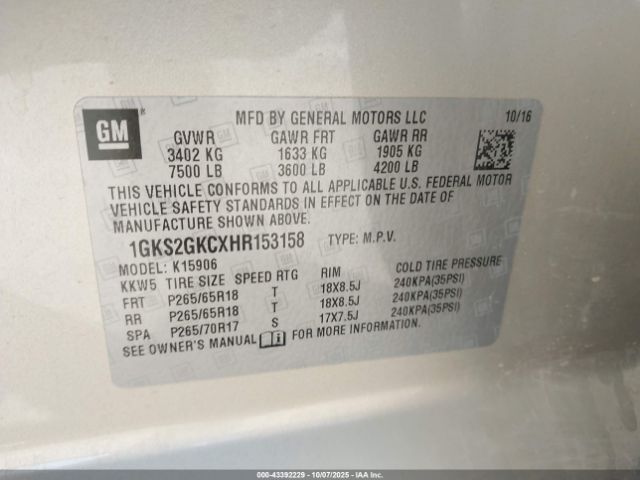 GM
MFD BY GENERAL MOTORS LLC 10/16
GVWR GAWR FRT GAWR RR
3402 KG 1633 KG 1905 KG
7500 LB 3600 LB 4200 LB
THIS VEHICLE CONFORMS TO ALL APPLICABLE U.S. FEDERAL MOTOR
VEHICLE SAFETY STANDARDS IN EFFECT ON THE DATE OF
MANUFACTURE SHOWN ABOVE.
1GKS2GKCXHR153158 TYPE: M.P.V.
MODEL: K15906
KKW5 TIRE SIZE SPEED RTG RIM COLD TIRE PRESSURE
FRT P265/65R18 T 18X8.5J 240KPA(35PSI)
RR P265/65R18 T 18X8.5J 240KPA(35PSI)
SPA P265/70R17 S 17X7.5J 240KPA(35PSI)
SEE OWNER'S MANUAL FOR MORE INFORMATION.
000-43392229 - 10/07/2025 - IAA Inc.